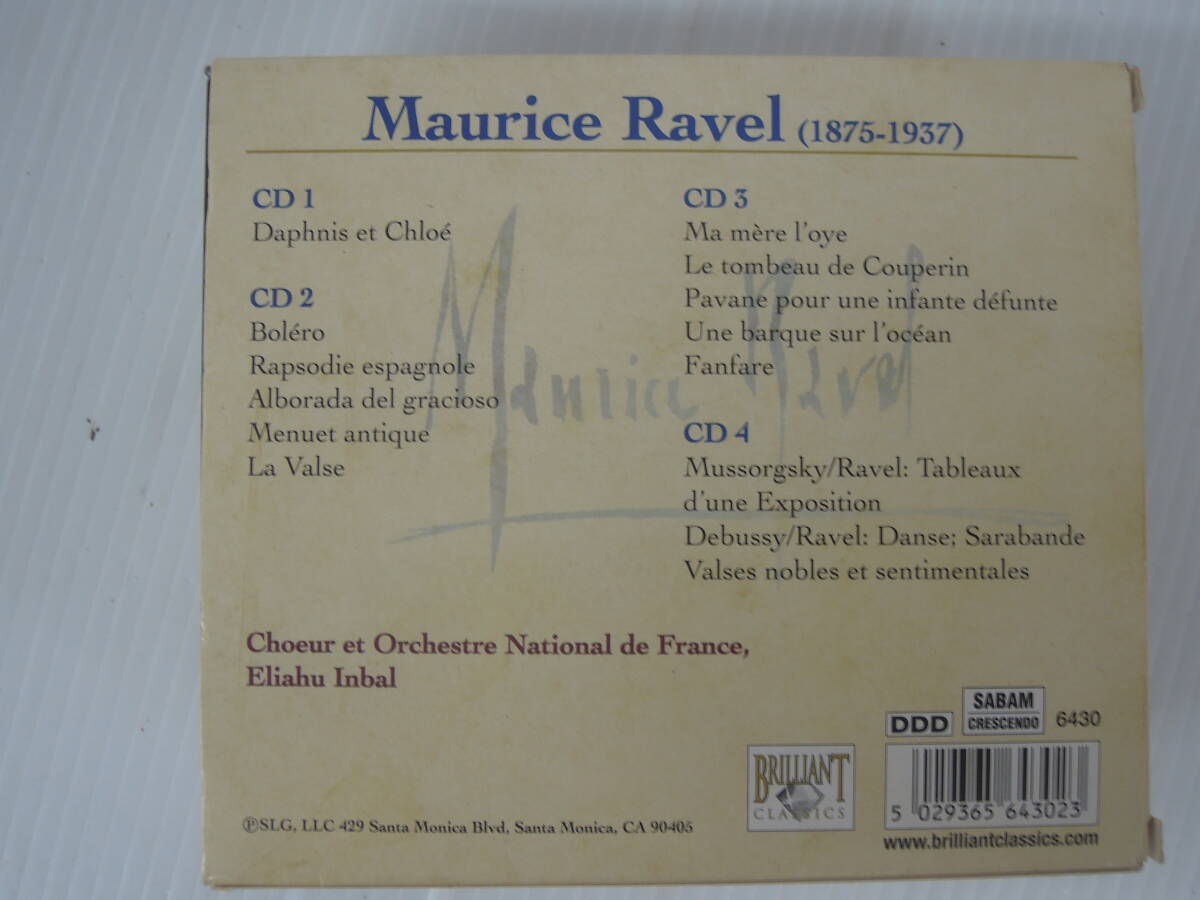 Maurice Ravel (1875-1937)
CD 1
Daphnis et Chloé
CD 2
Boléro
Rapsodie espagnole
Alborada del gracioso
Menuet antique
La Valse
CD 3
Ma mère l'oye
Le tombeau de Couperin
Pavane pour une infante défunte
Une barque sur l'océan
Fanfare
CD 4
Mussorgsky/Ravel: Tableaux
d'une Exposition
Debussy/Ravel: Danse; Sarabande
Valses nobles et sentimentales
Maurice Ravel
Choeur et Orchestre National de France,
Eliahu Inbal
DDD
SABAM
CRESCENDO
6430
BRILLIANT
CLASSICS
5 029365 643023
℗SLG, LLC 429 Santa Monica Blvd, Santa Monica, CA 90405
www.brilliantclassics.com